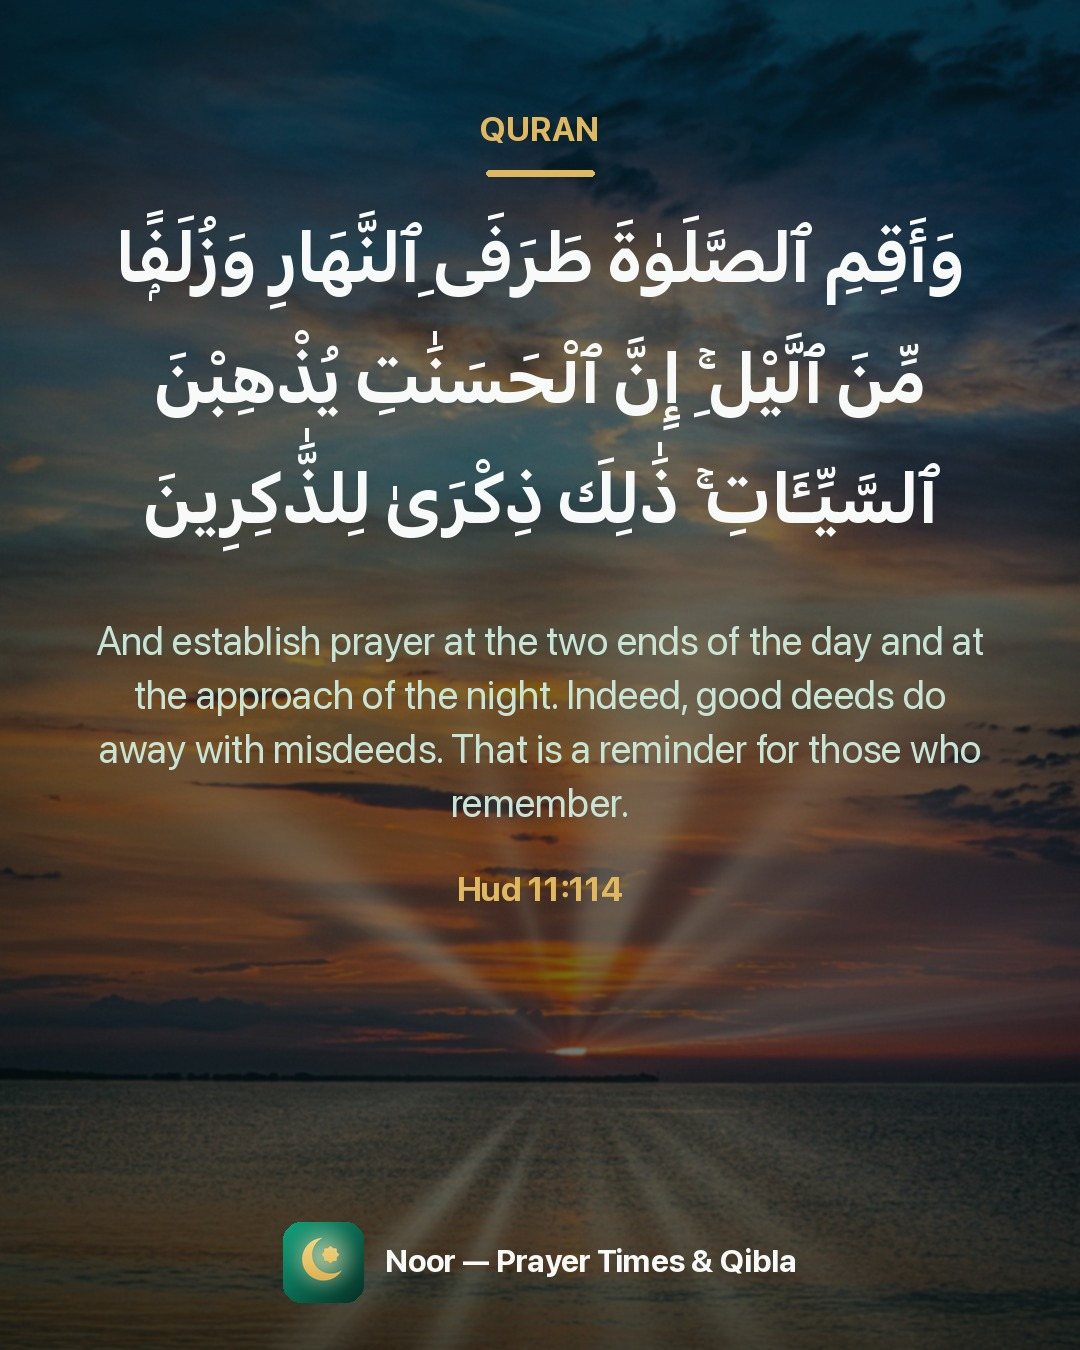 QURAN
وَأَقِمِ ٱلصَّلَوٰةَ طَرَفَىِ ٱلنَّهَارِ وَزُلَفًۭا
مِّنَ ٱلَّيْلِ ۚ إِنَّ ٱلْحَسَنَـٰتِ يُذْهِبْنَ
ٱلسَّيِّـَٔاتِ ۚ ذَٰلِكَ ذِكْرَىٰ لِلذَّٰكِرِينَ
And establish prayer at the two ends of the day and at
the approach of the night. Indeed, good deeds do
away with misdeeds. That is a reminder for those who
remember.
Hud 11:114
Noor — Prayer Times & Qibla